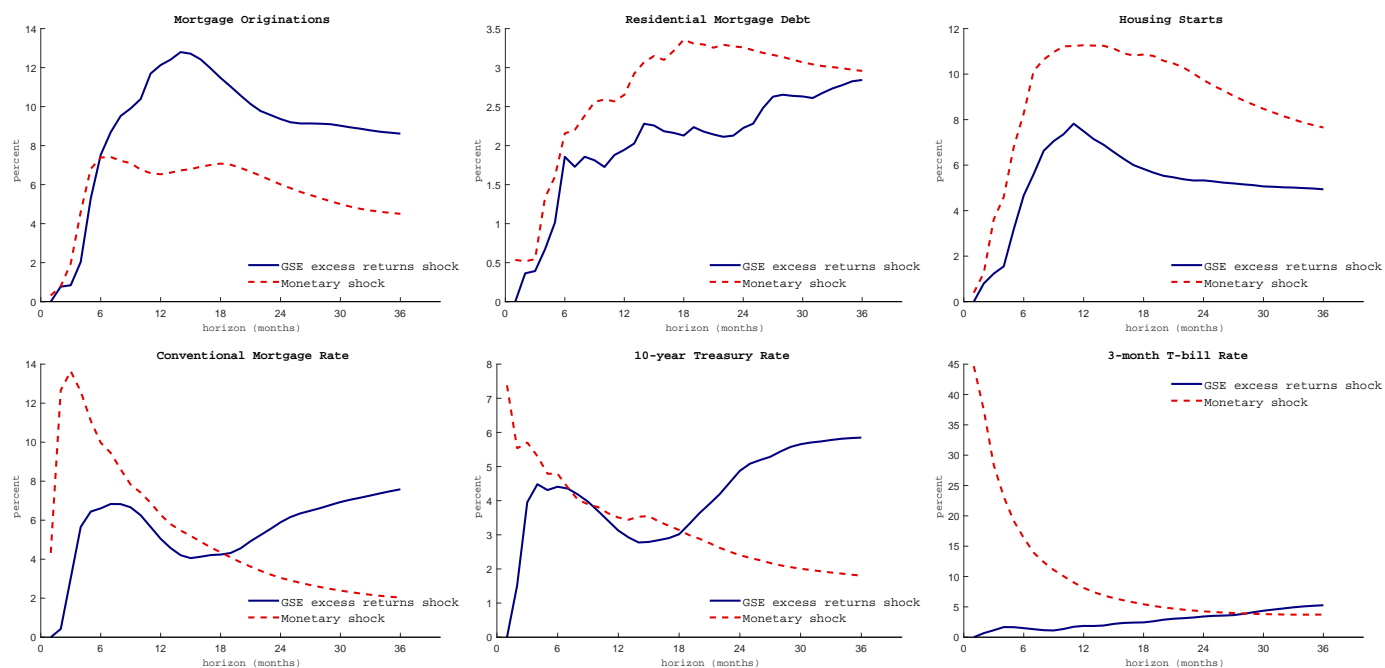 Mortgage Originations
14
12
10
8
6
4
2
0
percent
0 6 12 18 24 30 36
horizon (months)
GSE excess returns shock
Monetary shock
Residential Mortgage Debt
3.5
3
2.5
2
1.5
1
0.5
0
percent
0 6 12 18 24 30 36
horizon (months)
GSE excess returns shock
Monetary shock
Housing Starts
12
10
8
6
4
2
0
percent
0 6 12 18 24 30 36
horizon (months)
GSE excess returns shock
Monetary shock
Conventional Mortgage Rate
14
12
10
8
6
4
2
0
percent
0 6 12 18 24 30 36
horizon (months)
GSE excess returns shock
Monetary shock
10-year Treasury Rate
8
7
6
5
4
3
2
1
0
percent
0 6 12 18 24 30 36
horizon (months)
GSE excess returns shock
Monetary shock
3-month T-bill Rate
45
40
35
30
25
20
15
10
5
0
percent
0 6 12 18 24 30 36
horizon (months)
GSE excess returns shock
Monetary shock